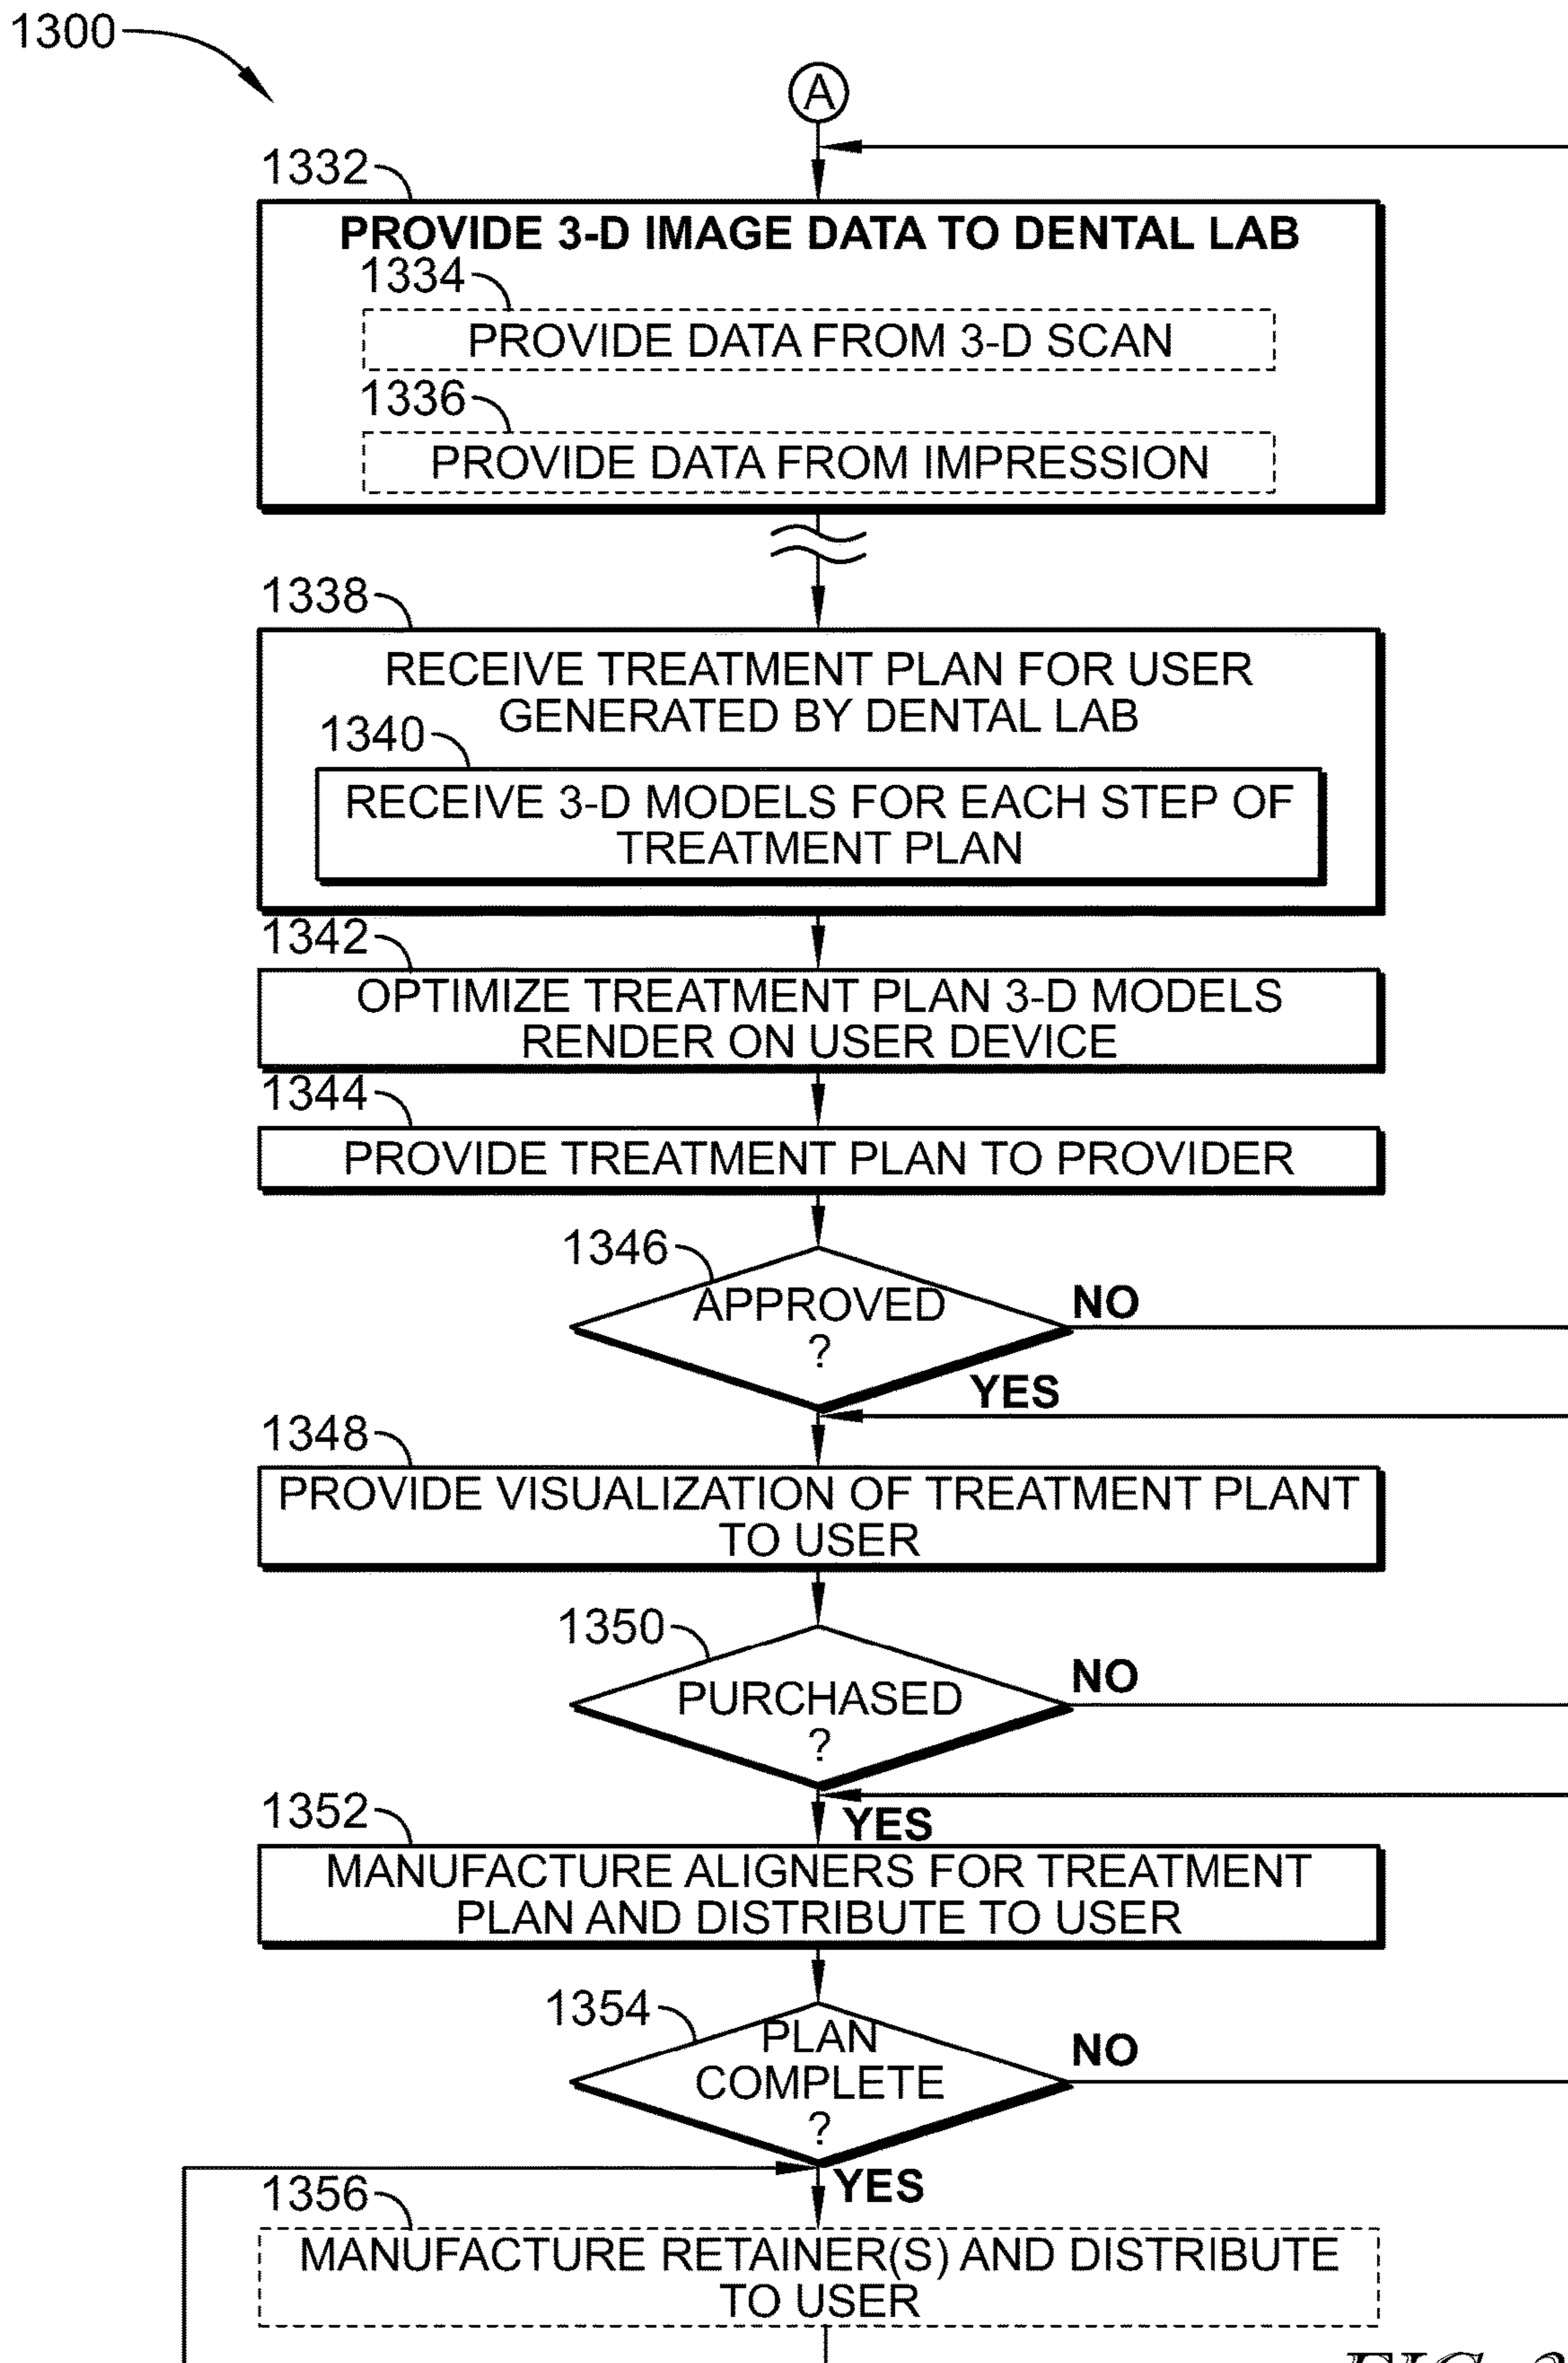 1300
A
1332
PROVIDE 3-D IMAGE DATA TO DENTAL LAB
1334
PROVIDE DATA FROM 3-D SCAN
1336
PROVIDE DATA FROM IMPRESSION
1338
RECEIVE TREATMENT PLAN FOR USER
GENERATED BY DENTAL LAB
1340
RECEIVE 3-D MODELS FOR EACH STEP OF
TREATMENT PLAN
1342
OPTIMIZE TREATMENT PLAN 3-D MODELS
RENDER ON USER DEVICE
1344
PROVIDE TREATMENT PLAN TO PROVIDER
1346
APPROVED
?
NO
YES
1348
PROVIDE VISUALIZATION OF TREATMENT PLANT
TO USER
1350
PURCHASED
?
NO
YES
1352
MANUFACTURE ALIGNERS FOR TREATMENT
PLAN AND DISTRIBUTE TO USER
1354
PLAN
COMPLETE
?
NO
YES
1356
MANUFACTURE RETAINER(S) AND DISTRIBUTE
TO USER